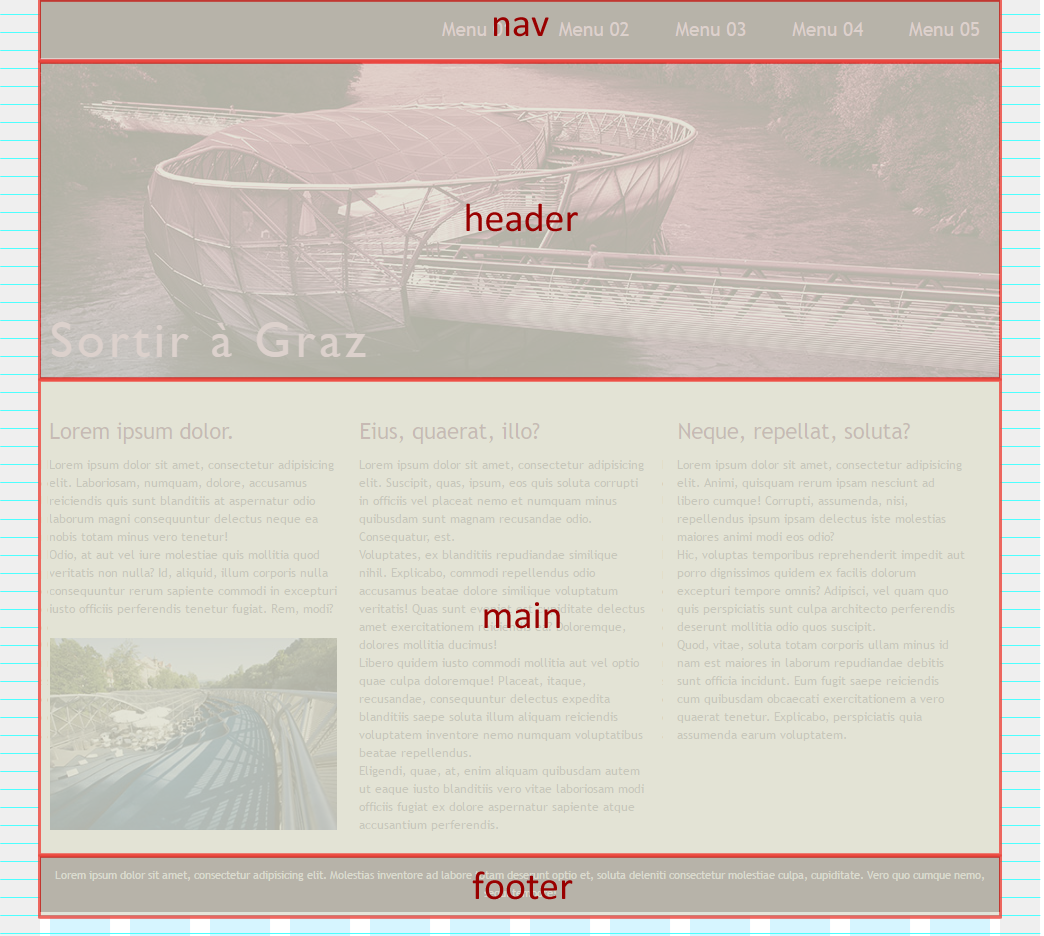 Menu nav Menu 02 Menu 03 Menu 04 Menu 05
header
Sortir à Graz
Lorem ipsum dolor.
Lorem ipsum dolor sit amet, consectetur adipisicing
elit. Laboriosam, numquam, dolore, accusamus
reiciendis quis sunt blanditiis at aspernatur odio
laborum magni consequuntur delectus neque ea
nobis totam minus vero tenetur!
Odio, at aut vel iure molestiae quis mollitia quod
veritatis non nulla? Id, aliquid, illum corporis nulla
consequuntur rerum sapiente commodi in excepturi
iusto officiis perferendis tenetur fugiat. Rem, modi?
Eius, quaerat, illo?
Lorem ipsum dolor sit amet, consectetur adipisicing
elit. Suscipit, quas, ipsum, eos quis soluta corrupti
in officiis vel placeat nemo et numquam minus
quibusdam sunt magnam recusandae odio.
Consequatur, est.
Voluptates, ex blanditiis repudiandae similique
nihil. Explicabo, commodi repellendus odio
accusamus beatae dolore similique voluptatum
veritatis! Quas sunt delectus
amet exercitationem Doloremque,
main
dolores mollitia ducimus!
Libero quidem iusto commodi mollitia aut vel optio
quae culpa doloremque! Placeat, itaque,
recusandae, consequuntur delectus expedita
blanditiis saepe soluta illum aliquam reiciendis
voluptatem inventore nemo numquam voluptatibus
beatae repellendus.
Eligendi, quae, at, enim aliquam quibusdam autem
ut eaque iusto blanditiis vero vitae laboriosam modi
officiis fugiat ex dolore aspernatur sapiente atque
accusantium perferendis.
Neque, repellat, soluta?
Lorem ipsum dolor sit amet, consectetur adipisicing
elit. Animi, quisquam rerum ipsam nesciunt ad
libero cumque! Corrupti, assumenda, nisi,
repellendus ipsum ipsam delectus iste molestias
maiores animi modi eos odio?
Hic, voluptas temporibus reprehenderit impedit aut
porro dignissimos quidem ex facilis dolorum
excepturi tempore omnis? Adipisci, vel quam quo
quis perspiciatis sunt culpa architecto perferendis
deserunt mollitia odio quos suscipit.
Quod, vitae, soluta totam corporis ullam minus id
nam est maiores in laborum repudiandae debitis
sunt officia incidunt. Eum fugit saepe reiciendis
cum quibusdam obcaecati exercitationem a vero
quaerat tenetur. Explicabo, perspiciatis quia
assumenda earum voluptatem.
Lorem ipsum dolor sit amet, consectetur adipisicing elit. Molestias inventore ad labore optio et, soluta deleniti consectetur molestiae culpa, cupiditate. Vero quo cumque nemo,
footer